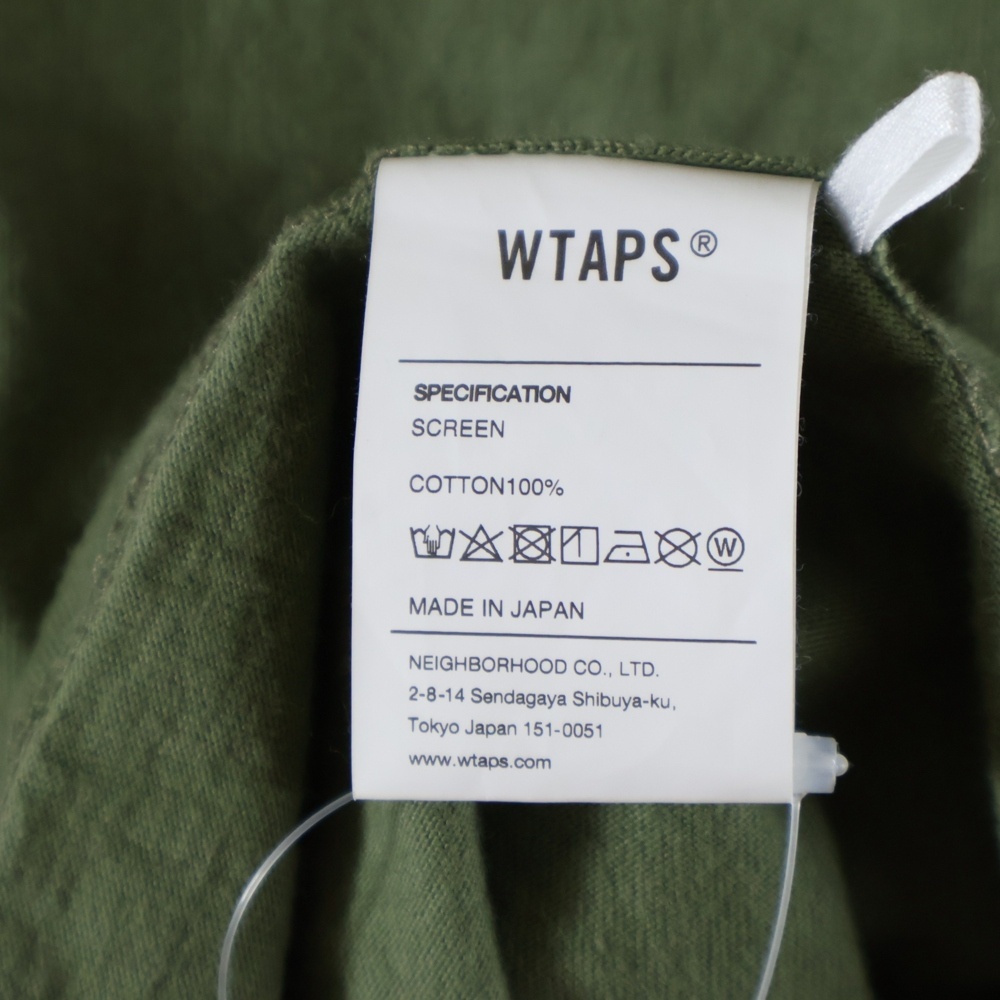 WTAPS®
SPECIFICATION
SCREEN
COTTON100%
W
MADE IN JAPAN
NEIGHBORHOOD CO., LTD.
2-8-14 Sendagaya Shibuya-ku,
Tokyo Japan 151-0051
www.wtaps.com